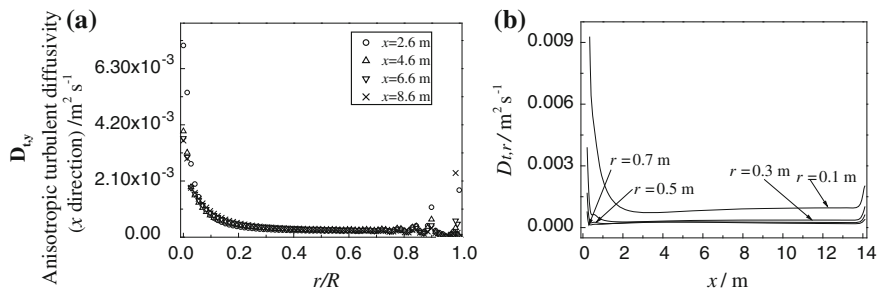 (a)
D_t,y
Anisotropic turbulent diffusivity
(x direction) /m² s⁻¹
6.30x10⁻³
4.20x10⁻³
2.10x10⁻³
0.00
0.0 0.2 0.4 0.6 0.8 1.0
r/R
x=2.6 m
x=4.6 m
x=6.6 m
x=8.6 m
(b)
D_t,r / m² s⁻¹
0.009
0.006
0.003
0.000
r = 0.7 m
r = 0.5 m
r = 0.3 m
r = 0.1 m
0 2 4 6 8 10 12 14
x / m